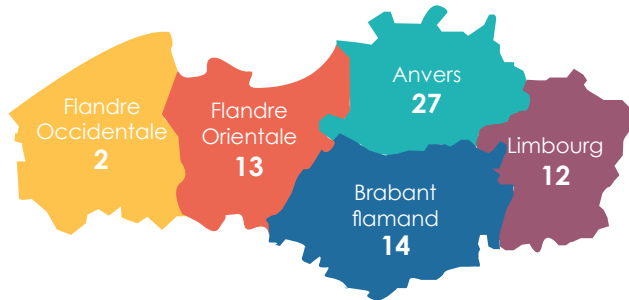 Flandre
Occidentale
2
Flandre
Orientale
13
Anvers
27
Limbourg
12
Brabant
flamand
14